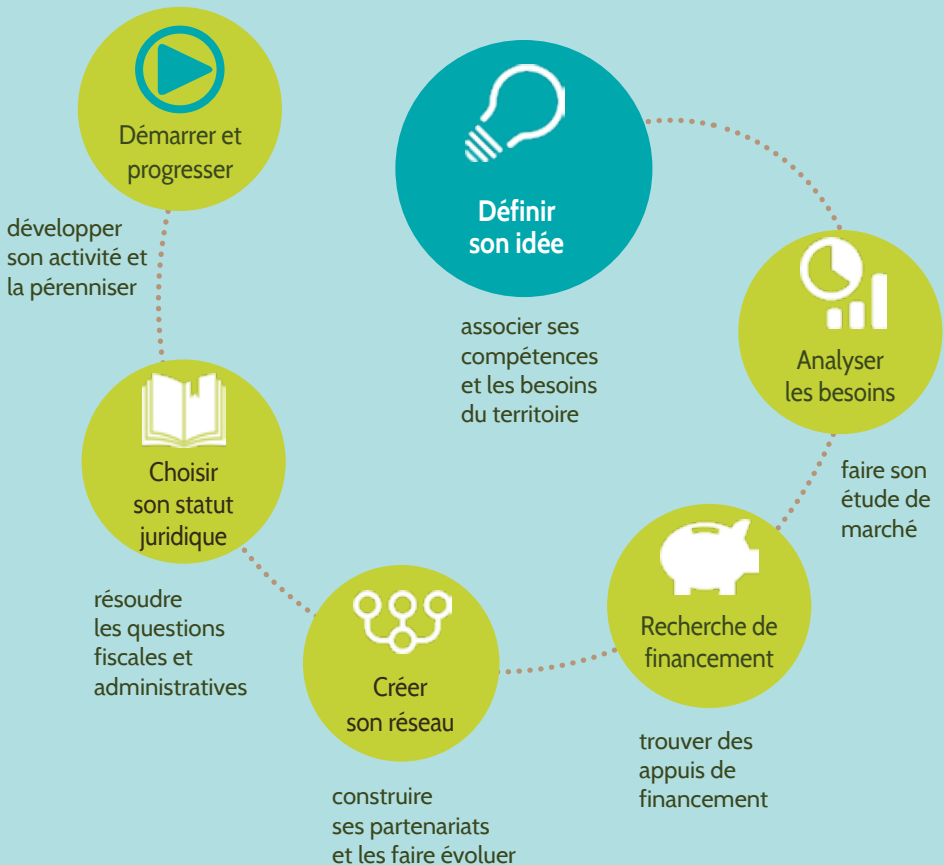 Définir
son idée
associer ses
compétences
et les besoins
du territoire
Analyser
les besoins
faire son
étude de
marché
Recherche de
financement
trouver des
appuis de
financement
Créer
son réseau
construire
ses partenariats
et les faire évoluer
Choisir
son statut
juridique
résoudre
les questions
fiscales et
administratives
Démarrer et
progresser
développer
son activité et
la pérenniser